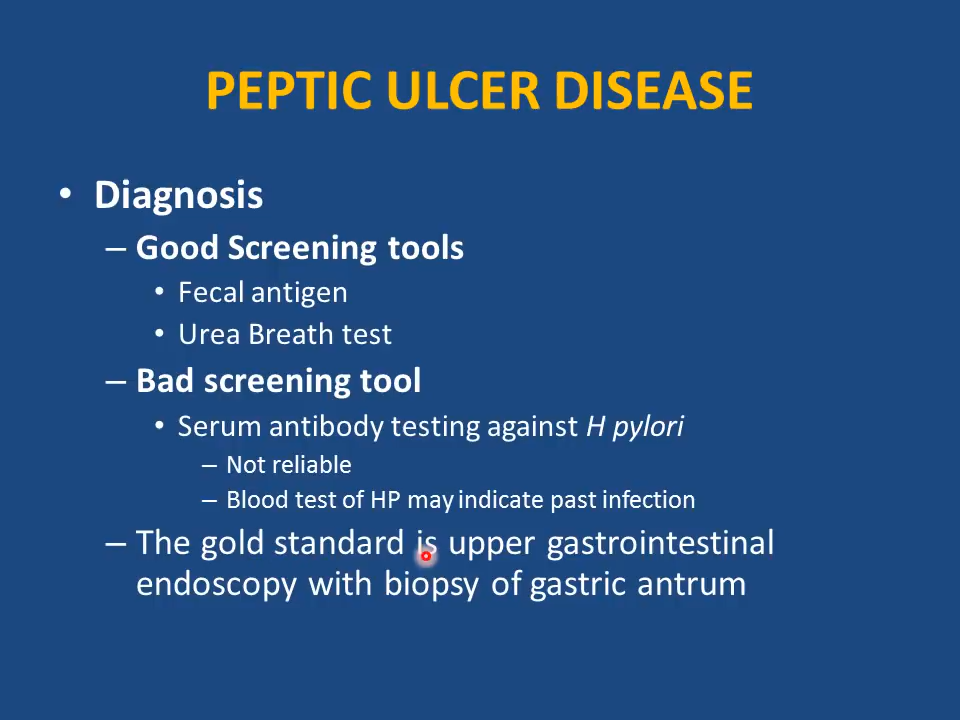 PEPTIC ULCER DISEASE
• Diagnosis
– Good Screening tools
• Fecal antigen
• Urea Breath test
– Bad screening tool
• Serum antibody testing against H pylori
– Not reliable
– Blood test of HP may indicate past infection
– The gold standard is upper gastrointestinal
endoscopy with biopsy of gastric antrum